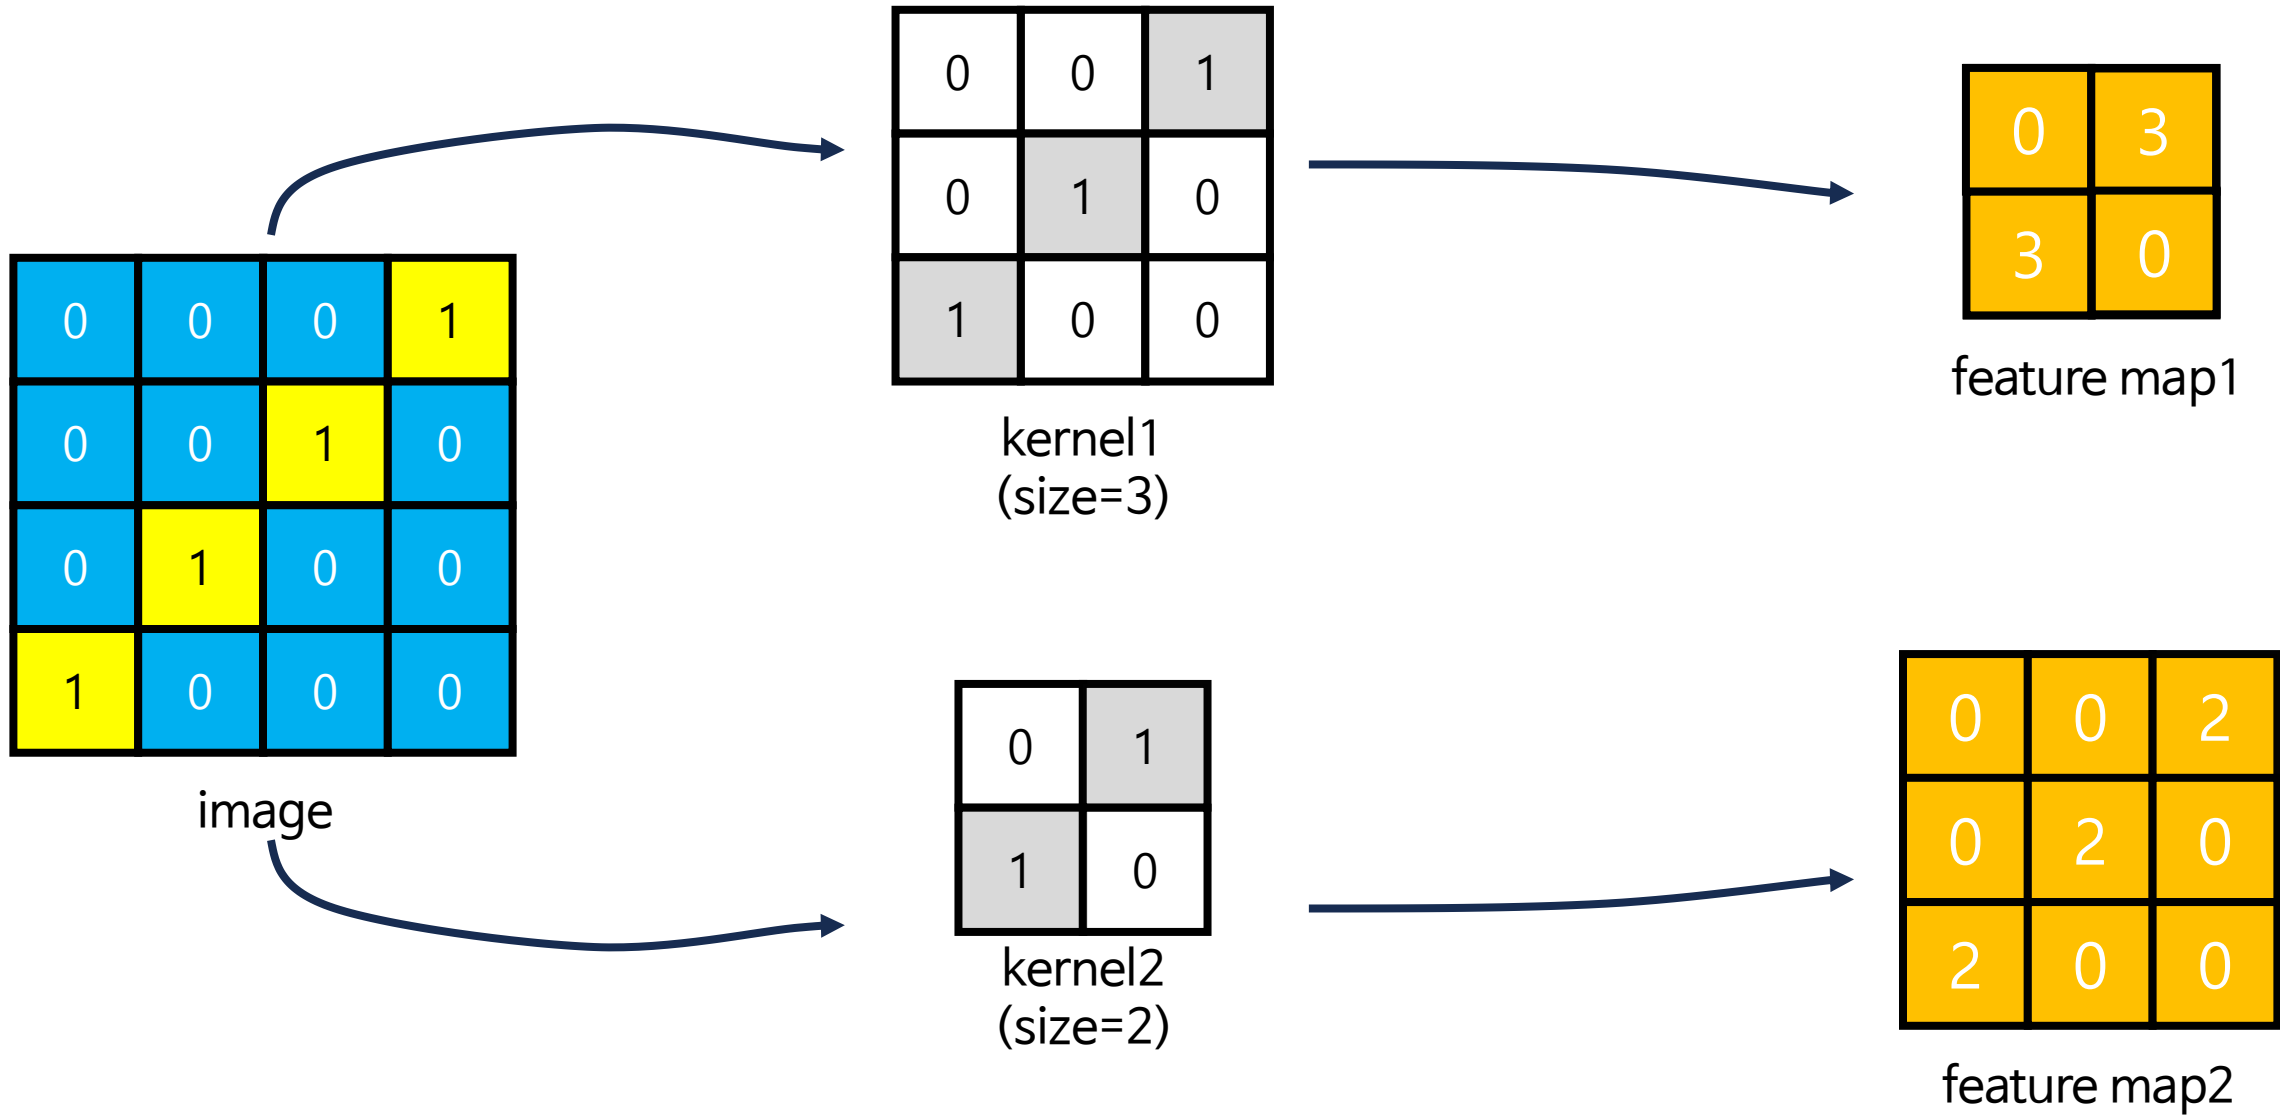 0 0 0 1
0 0 1 0
0 1 0 0
1 0 0 0
image
0 0 1
0 1 0
1 0 0
kernel1
(size=3)
0 3
3 0
feature map1
0 1
1 0
kernel2
(size=2)
0 0 2
0 2 0
2 0 0
feature map2